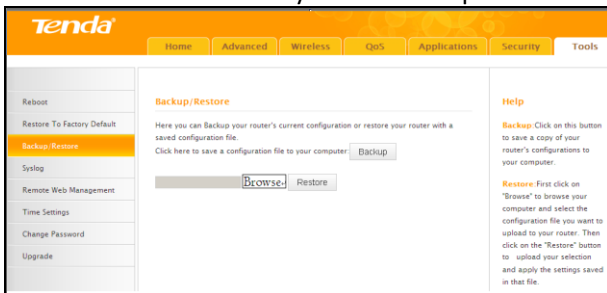 Tenda
Home Advanced Wireless QoS Applications Security Tools
Reboot
Restore To Factory Default
Backup/Restore
Syslog
Remote Web Management
Time Settings
Change Password
Upgrade
Backup/Restore
Here you can Backup your router's current configuration or restore your router with a
saved configuration file.
Click here to save a configuration file to your computer: Backup
Browse. Restore
Help
Backup:Click on this button
to save a copy of your
router's configurations to
your computer.
Restore:First click on
"Browse" to browse your
computer and select the
configuration file you want to
upload to your router. Then
click on the "Restore" button
to upload your selection
and apply the settings saved
in that file.